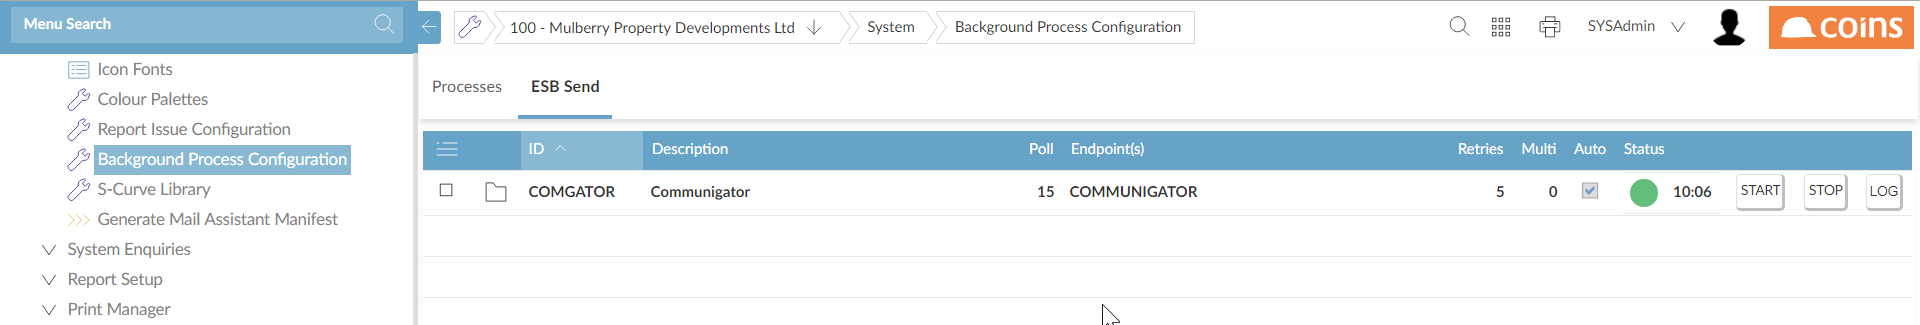 Menu Search
100 - Mulberry Property Developments Ltd
System
Background Process Configuration
SYSAdmin
coins
Icon Fonts
Colour Palettes
Report Issue Configuration
Background Process Configuration
S-Curve Library
Generate Mail Assistant Manifest
System Enquiries
Report Setup
Print Manager
Processes
ESB Send
ID Description Poll Endpoint(s) Retries Multi Auto Status
COMGATOR Communigator 15 COMMUNIGATOR 5 0 10:06 START STOP LOG